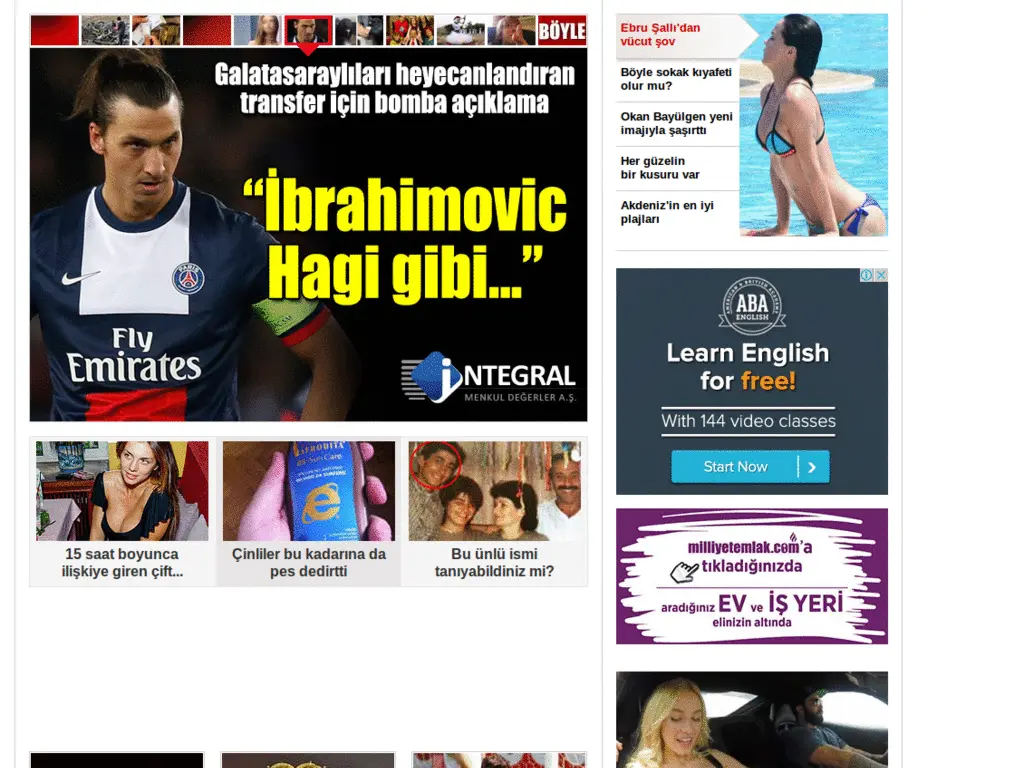 BÖYLE
Galatasaraylıları heyecanlandıran
transfer için bomba açıklama
“İbrahimovic
Hagi gibi...”
PARIS
Fly
Emirates
iNTEGRAL
MENKUL DEĞERLER A.Ş.
15 saat boyunca
ilişkiye giren çift...
Çinliler bu kadarına da
pes dedirtti
Bu ünlü ismi
tanıyabildiniz mi?
Ebru Şallı'dan
vücut şov
Böyle sokak kıyafeti
olur mu?
Okan Bayülgen yeni
imajıyla şaşırttı
Her güzelin
bir kusuru var
Akdeniz'in en iyi
plajları
AMERICAN & BRITISH ACADEMY
ABA
ENGLISH
Learn English
for free!
With 144 video classes
Start Now
milliyetemlak.com'a
tıkladığınızda
aradığınız EV ve İŞ YERİ
elinizin altında